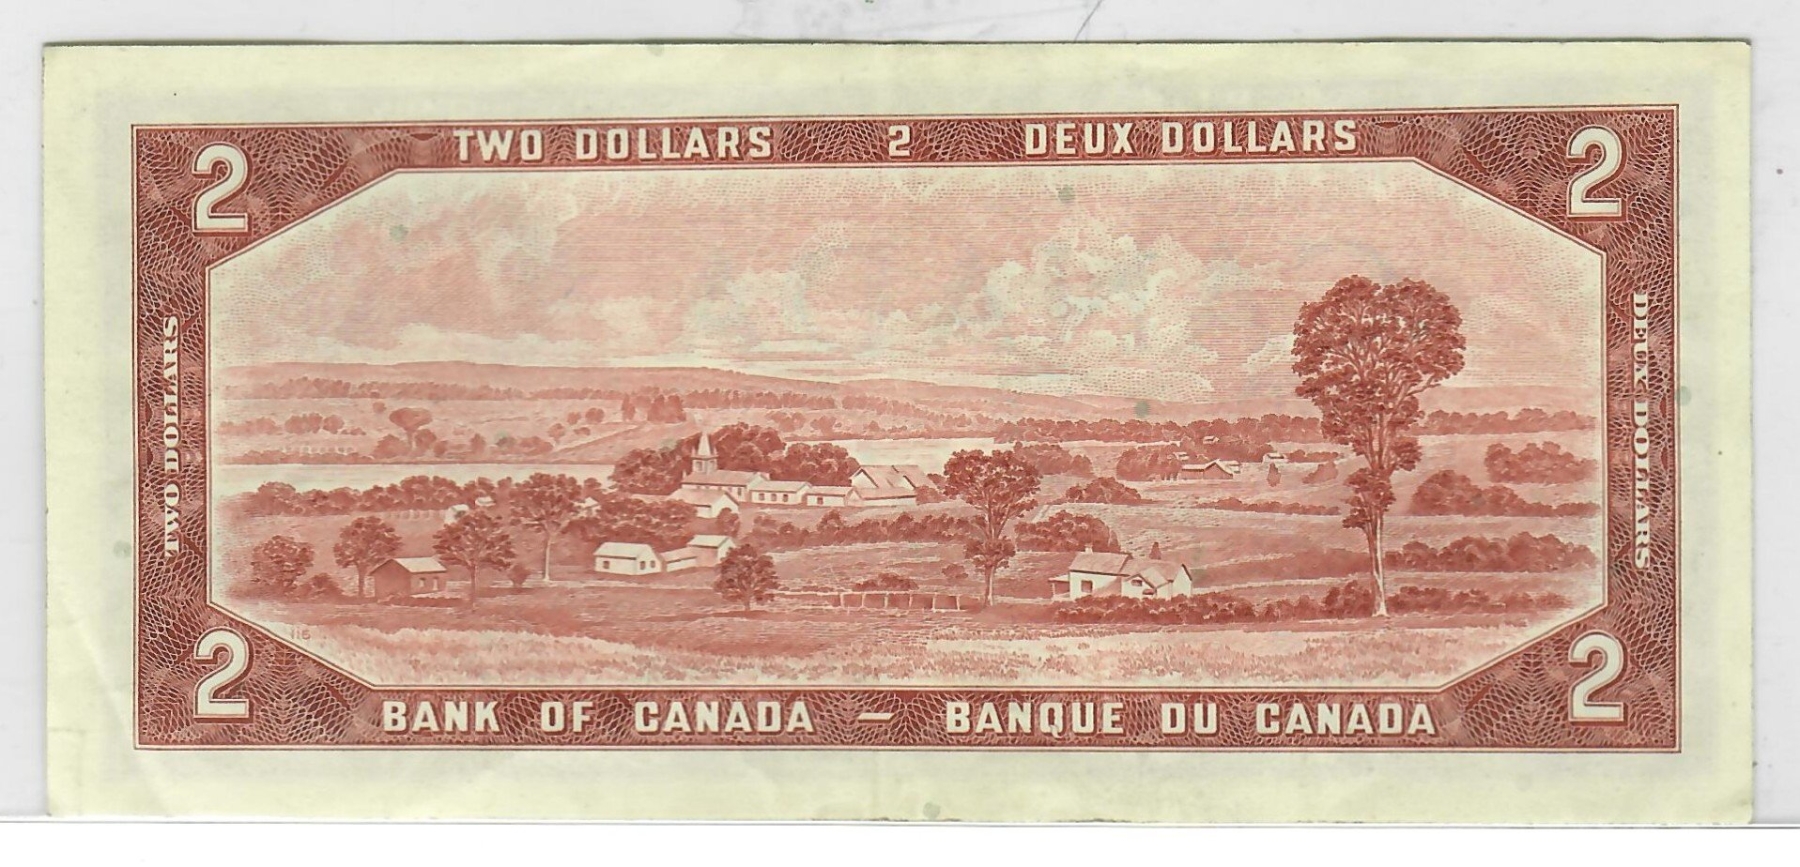 TWO DOLLARS 2 DEUX DOLLARS
2 2
TWO DOLLARS
DEUX DOLLARS
116
2 2
BANK OF CANADA — BANQUE DU CANADA